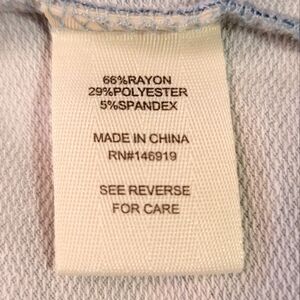 66%RAYON
29%POLYESTER
5%SPANDEX
MADE IN CHINA
RN#146919
SEE REVERSE
FOR CARE